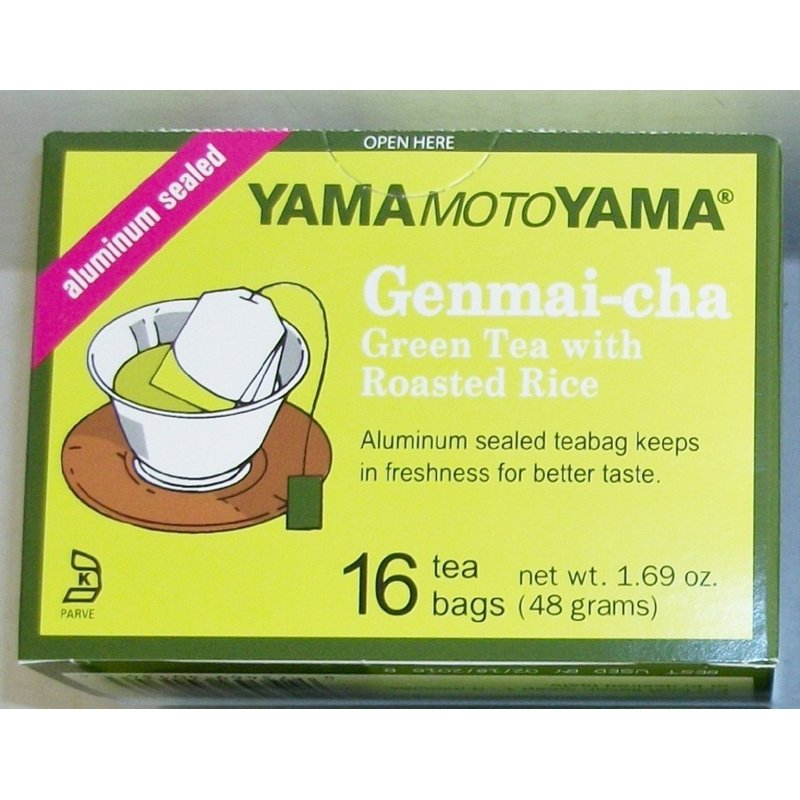 OPEN HERE
aluminum sealed
YAMAMOTOYAMA®
Genmai-cha
Green Tea with
Roasted Rice
Aluminum sealed teabag keeps
in freshness for better taste.
16 tea bags
net wt. 1.69 oz.
(48 grams)
K
PARVE